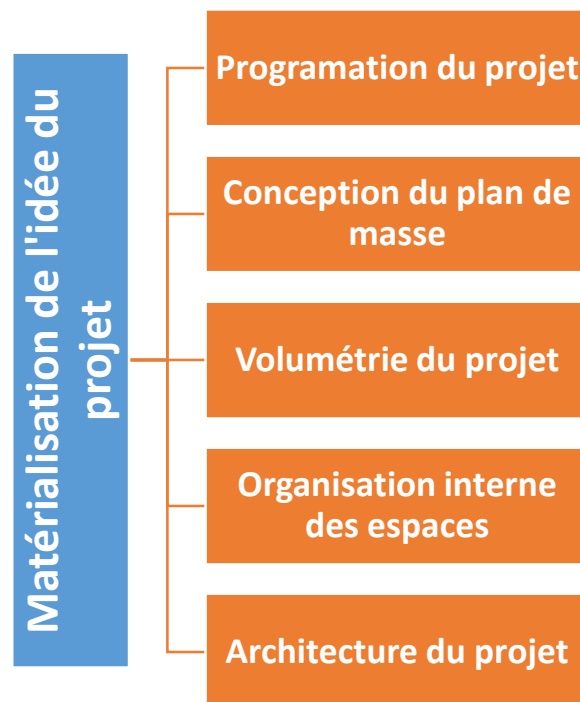 Matérialisation de l'idée du
projet
Programation du projet
Conception du plan de
masse
Volumétrie du projet
Organisation interne
des espaces
Architecture du projet